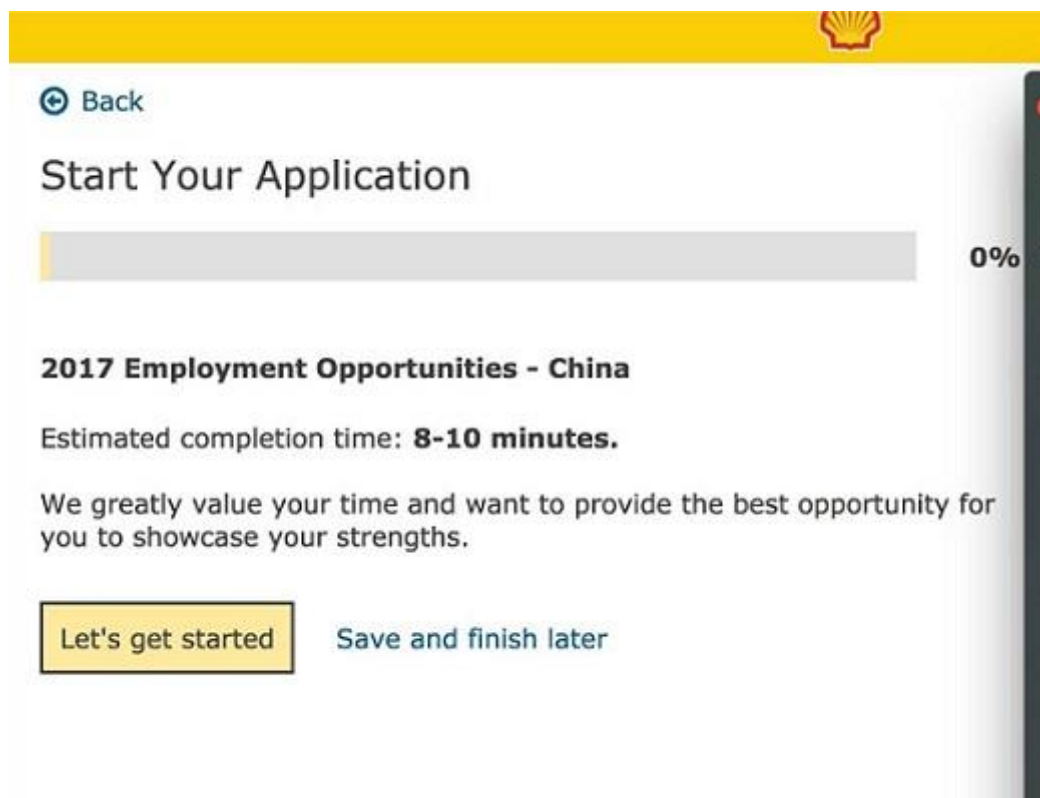 Back
Start Your Application
0%
2017 Employment Opportunities - China
Estimated completion time: 8-10 minutes.
We greatly value your time and want to provide the best opportunity for
you to showcase your strengths.
Let's get started
Save and finish later